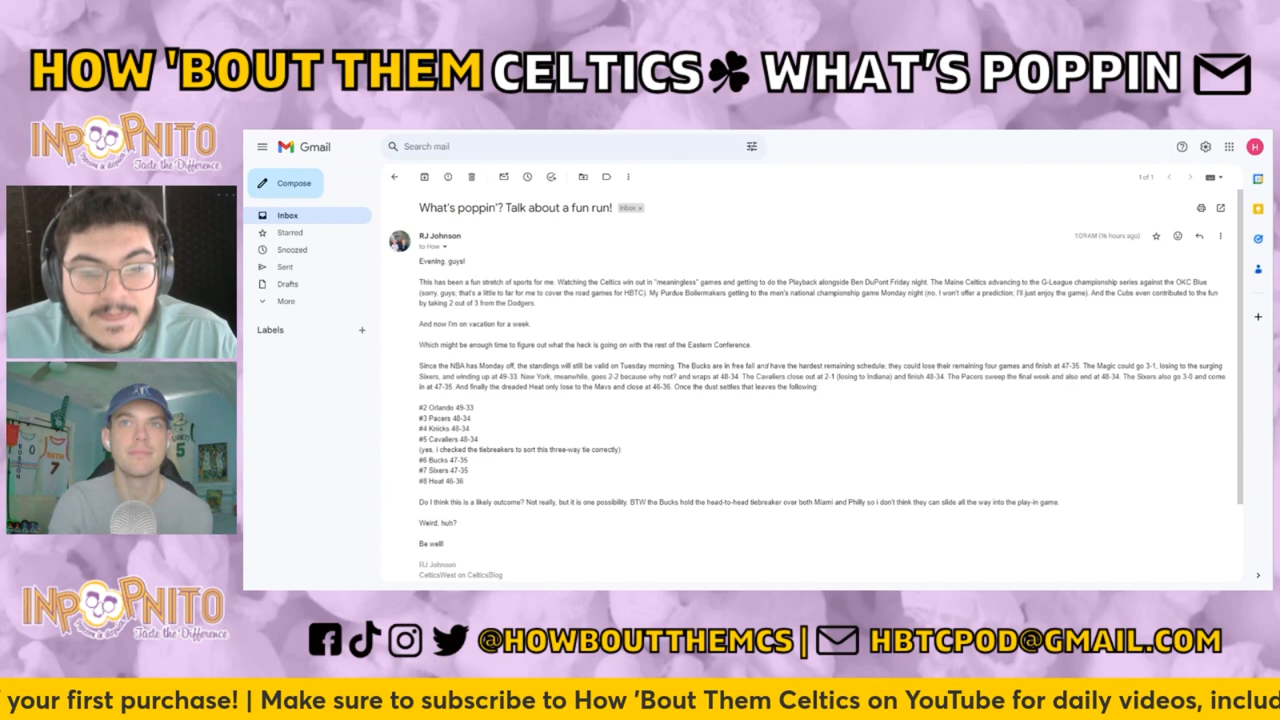 HOW 'BOUT THEM CELTICS WHAT'S POPPIN
INPOPNITO
Taste the Difference
Gmail
Search mail
H
Compose
1 of 1
Inbox
Starred
Snoozed
Sent
Drafts
More
Labels
What's poppin'? Talk about a fun run! Inbox ×
RJ Johnson
1:09 AM (16 hours ago)
to How
Evening, guys!
This has been a fun stretch of sports for me. Watching the Celtics win out in "meaningless" games and getting to do the Playback alongside Ben DuPont Friday night. The Maine Celtics advancing to the G-League championship series against the OKC Blue
(sorry, guys, that's a little to far for me to cover the road games for HBTC). My Purdue Boilermakers getting to the men's national championship game Monday night (no, I won't offer a prediction; I'll just enjoy the game). And the Cubs even contributed to the fun
by taking 2 out of 3 from the Dodgers.
And now I'm on vacation for a week.
Which might be enough time to figure out what the heck is going on with the rest of the Eastern Conference.
Since the NBA has Monday off, the standings will still be valid on Tuesday morning. The Bucks are in free fall and have the hardest remaining schedule; they could lose their remaining four games and finish at 47-35. The Magic could go 3-1, losing to the surging
Sixers, and winding up at 49-33. New York, meanwhile, goes 2-2 because why not? and wraps at 48-34. The Cavaliers close out at 2-1 (losing to Indiana) and finish 48-34. The Pacers sweep the final week and also end at 48-34. The Sixers also go 3-0 and come
in at 47-35. And finally the dreaded Heat only lose to the Mavs and close at 46-36. Once the dust settles that leaves the following:
#2 Orlando 49-33
#3 Pacers 48-34
#4 Knicks 48-34
#5 Cavaliers 48-34
(yes, i checked the tiebreakers to sort this three-way tie correctly)
#6 Bucks 47-35
#7 Sixers 47-35
#8 Heat 46-36
Do I think this is a likely outcome? Not really, but it is one possibility. BTW the Bucks hold the head-to-head tiebreaker over both Miami and Philly so i don't think they can slide all the way into the play-in game.
Weird, huh?
Be well!
RJ Johnson
CelticsWest on CelticsBlog
0
7
5
INPOPNITO
Taste the Difference
@HOWBOUTTHEMCS | HBTCPOD@GMAIL.COM
your first purchase! | Make sure to subscribe to How 'Bout Them Celtics on YouTube for daily videos, includ